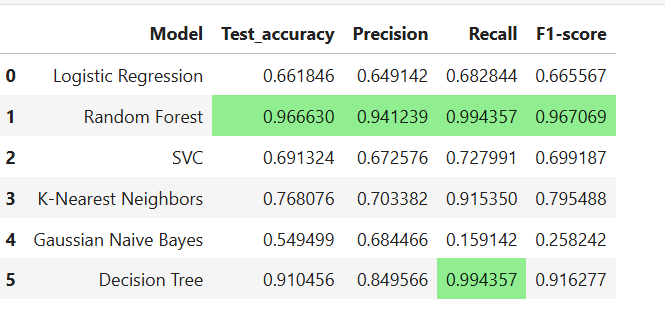 Model Test_accuracy Precision Recall F1-score
0 Logistic Regression 0.661846 0.649142 0.682844 0.665567
1 Random Forest 0.966630 0.941239 0.994357 0.967069
2 SVC 0.691324 0.672576 0.727991 0.699187
3 K-Nearest Neighbors 0.768076 0.703382 0.915350 0.795488
4 Gaussian Naive Bayes 0.549499 0.684466 0.159142 0.258242
5 Decision Tree 0.910456 0.849566 0.994357 0.916277